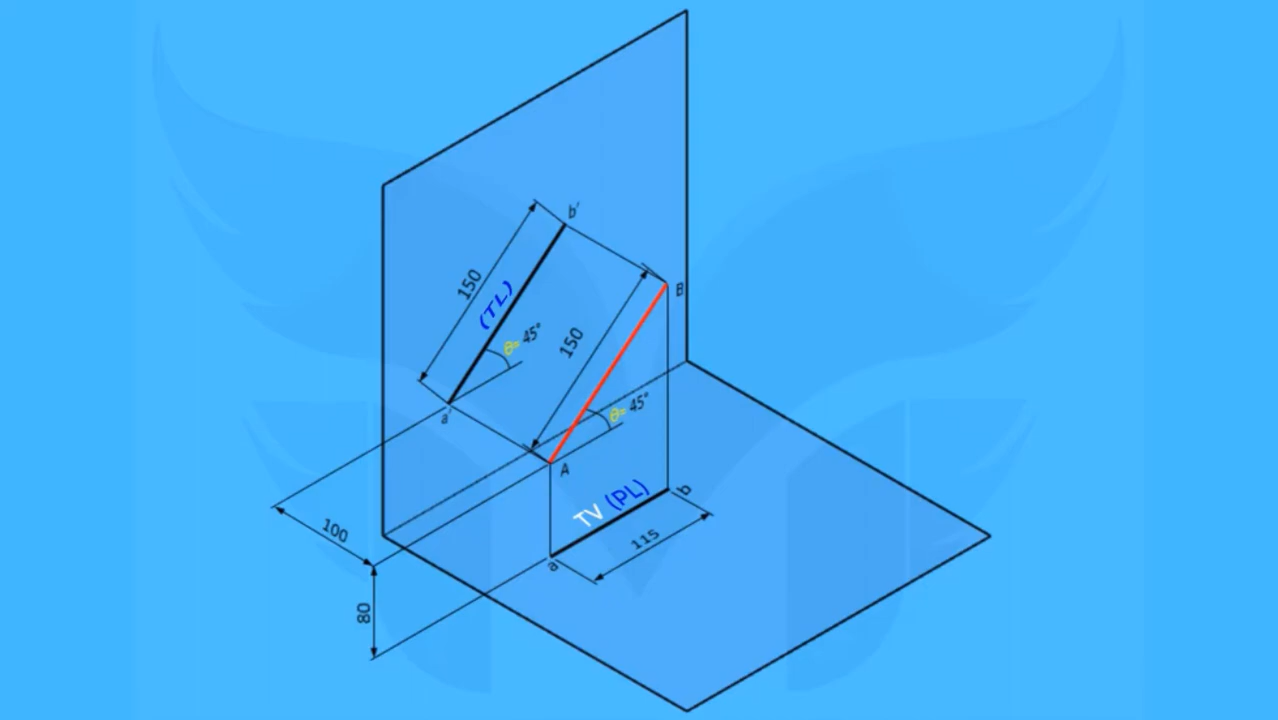 b'
150
(TL)
θ= 45°
B
150
a'
θ= 45°
A
TV (PL)
b
100
115
a
80